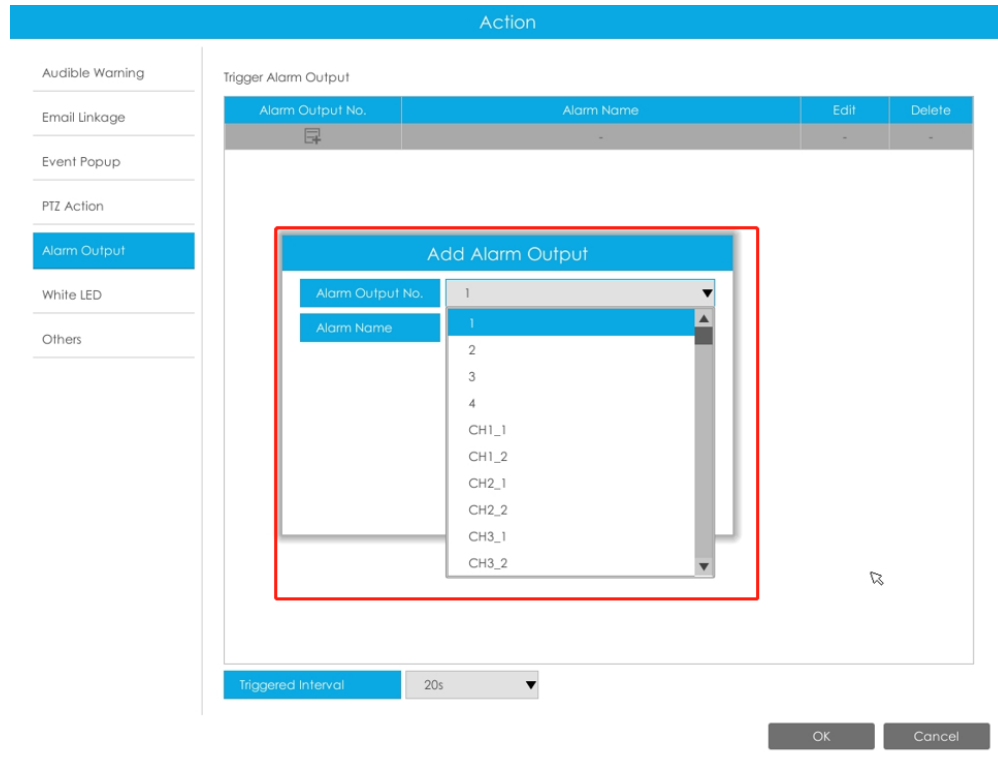 Action
Audible Warning
Email Linkage
Event Popup
PTZ Action
Alarm Output
White LED
Others
Trigger Alarm Output
Alarm Output No. Alarm Name Edit Delete
- - -
Add Alarm Output
Alarm Output No. 1
Alarm Name
1
2
3
4
CH1_1
CH1_2
CH2_1
CH2_2
CH3_1
CH3_2
Triggered Interval 20s
OK Cancel